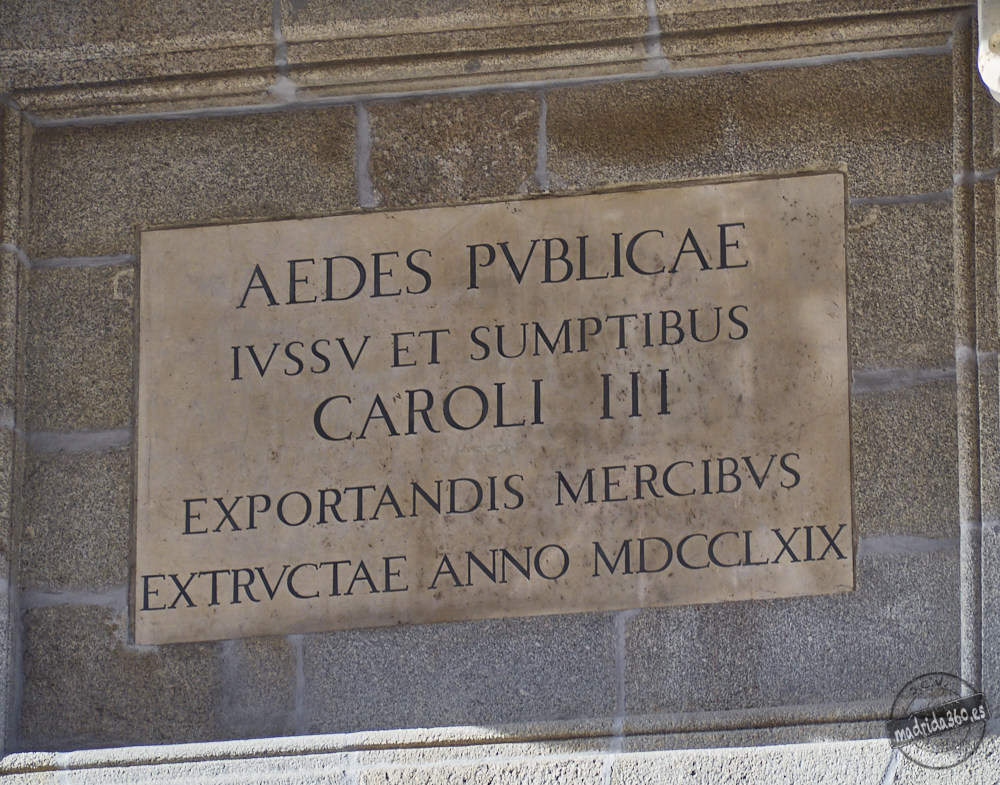 AEDES PVBLICAE
IVSSV ET SUMPTIBUS
CAROLI III
EXPORTANDIS MERCIBVS
EXTRVCTAE ANNO MDCCLXIX
madrida360.es